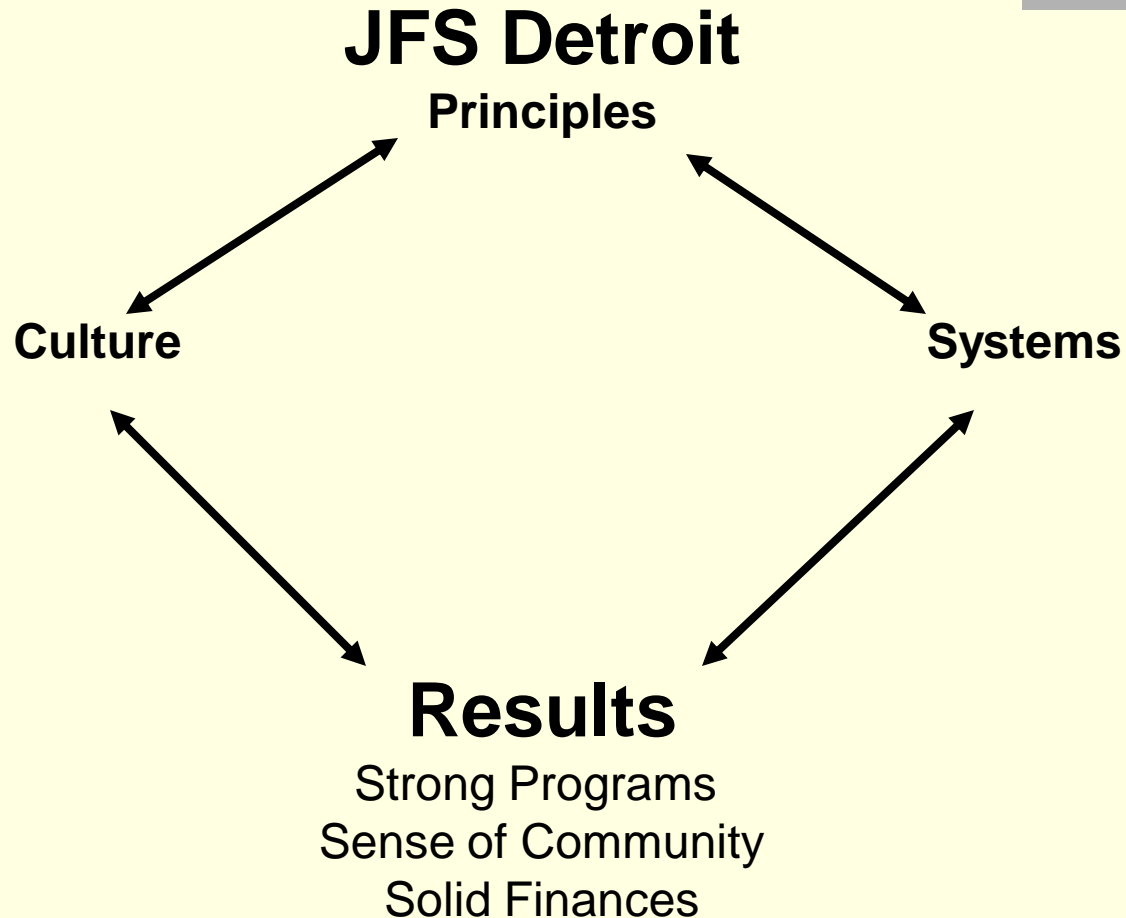 JFS Detroit
Principles
Culture
Systems
Results
Strong Programs
Sense of Community
Solid Finances